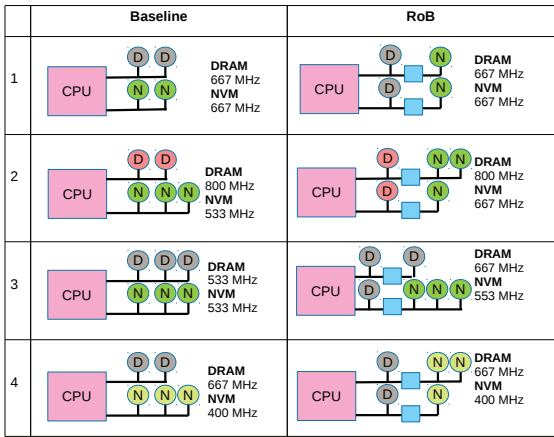 Baseline RoB
1
D D
N N
CPU
DRAM
667 MHz
NVM
667 MHz
D N
D N
CPU
DRAM
667 MHz
NVM
667 MHz
2
D D
N N N
CPU
DRAM
800 MHz
NVM
533 MHz
D N N
D N
CPU
DRAM
800 MHz
NVM
667 MHz
3
D D D
N N N
CPU
DRAM
533 MHz
NVM
533 MHz
D D
D N N N
CPU
DRAM
667 MHz
NVM
553 MHz
4
D D
N N N
CPU
DRAM
667 MHz
NVM
400 MHz
D N N
D N
CPU
DRAM
667 MHz
NVM
400 MHz